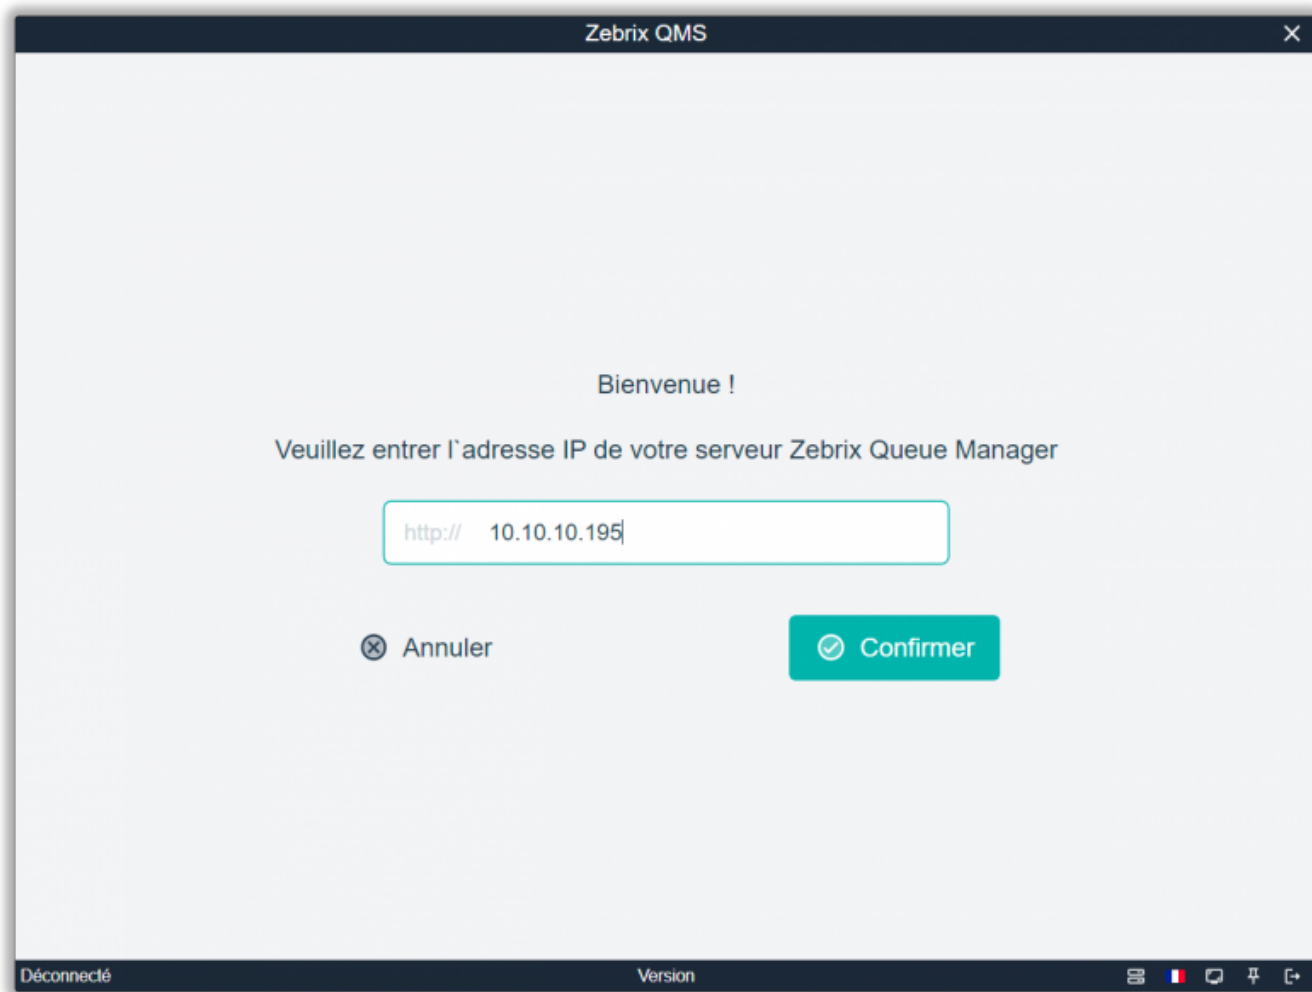 Zebrix QMS
Bienvenue !
Veuillez entrer l`adresse IP de votre serveur Zebrix Queue Manager
http:// 10.10.10.195
Annuler Confirmer
Déconnecté Version